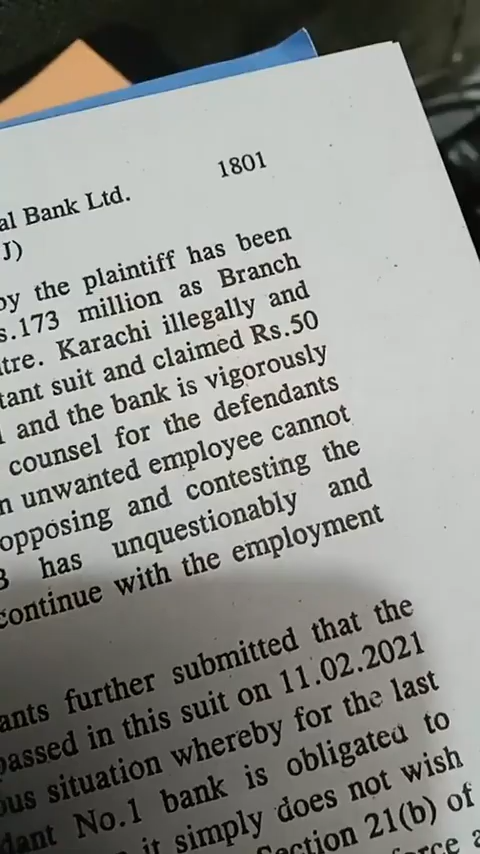 1801
al Bank Ltd.
J)
by the plaintiff has been
s.173 million as Branch
tre. Karachi illegally and
tant suit and claimed Rs.50
and the bank is vigorously
counsel for the defendants
n unwanted employee cannot
opposing and contesting the
B has unquestionably and
continue with the employment
ants further submitted that the
passed in this suit on 11.02.2021
ous situation whereby for the last
dant No.1 bank is obligated to
it simply does not wish
Section 21(b) of